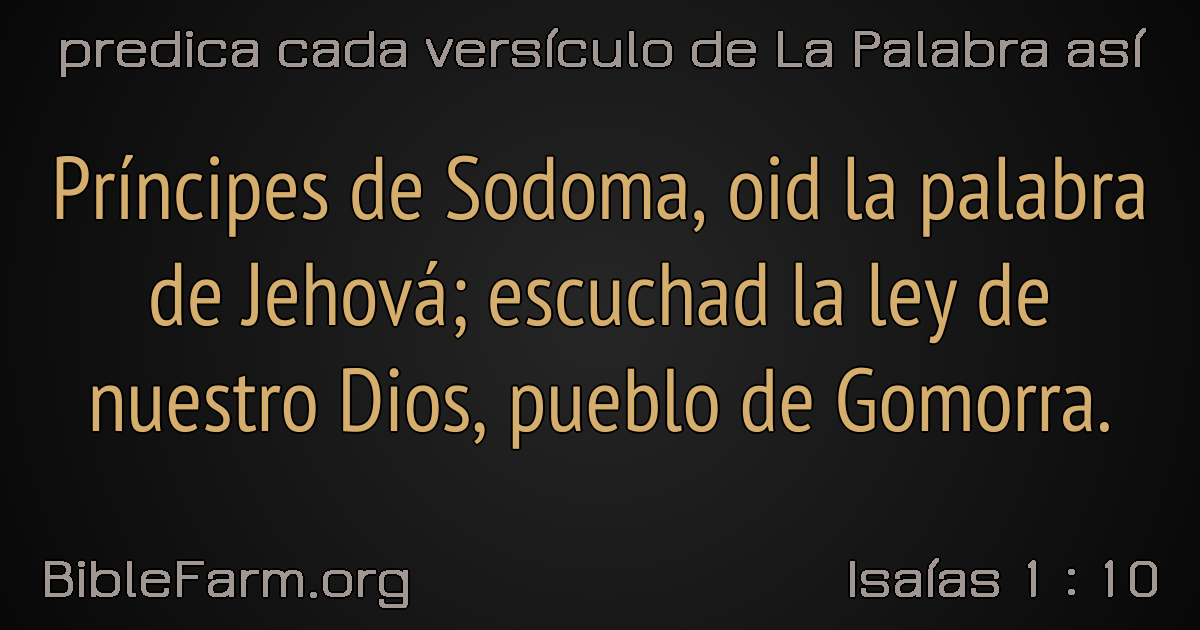 predica cada versículo de La Palabra así
Príncipes de Sodoma, oid la palabra
de Jehová; escuchad la ley de
nuestro Dios, pueblo de Gomorra.
BibleFarm.org
Isaías 1 : 10